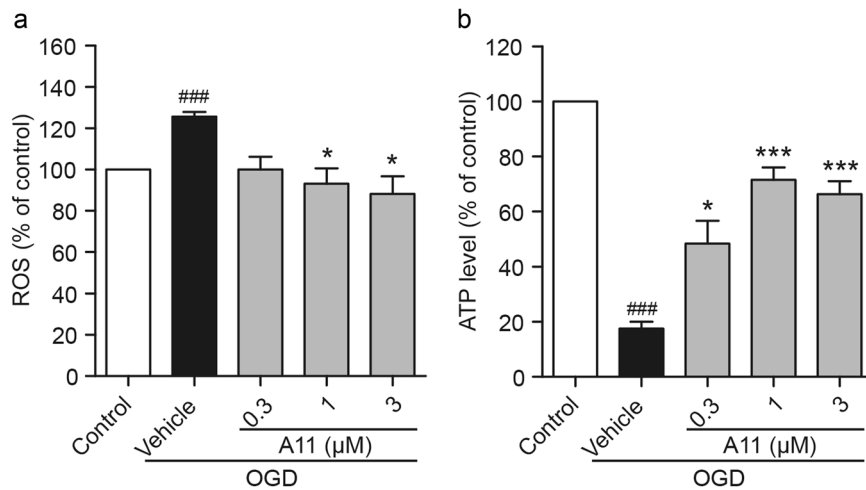 a
ROS (% of control)
160
140
120
100
80
60
40
20
0
###
*
*
Control
Vehicle
0.3
1
3
A11 (μM)
OGD
b
ATP level (% of control)
120
100
80
60
40
20
0
###
*
***
***
Control
Vehicle
0.3
1
3
A11 (μM)
OGD